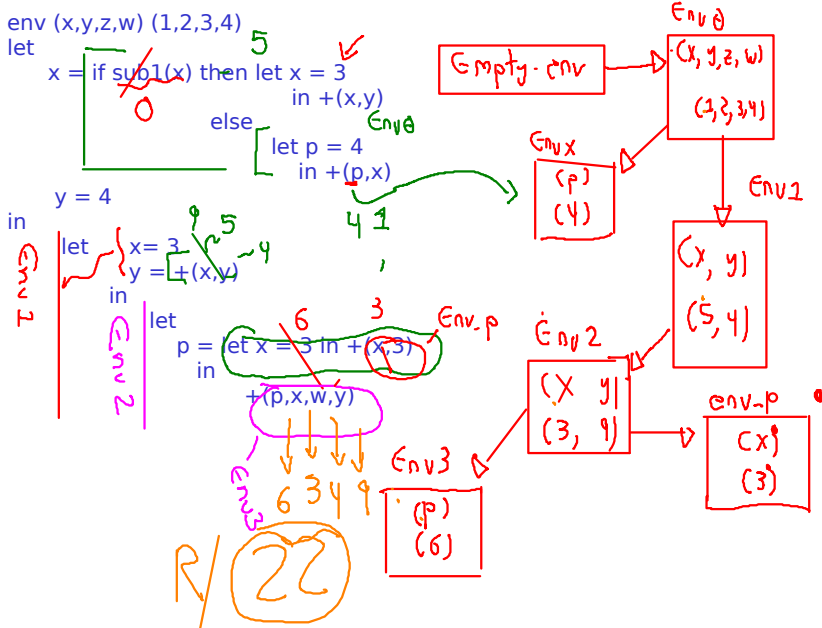 env (x,y,z,w) (1,2,3,4)
let
x = if sub1(x) then let x = 3
in +(x,y)
else
let p = 4
in +(p,x)
y = 4
in
let x= 3
y = +(x,y)
in
let
p = let x = 3 in +(x,3)
in
+(p,x,w,y)
5
0
Env0
4 1
9
5
~4
Env 1
Env 2
6
3
Env-p
Env3
6 3 4 9
R/ 22
Empty-env
Env0
(x, y, z, w)
(1,2,3,4)
Env x
(p)
(4)
Env1
(x, y)
(5, 4)
Env2
(x y)
(3, 9)
env-p
(x)
(3)
Env3
(p)
(6)